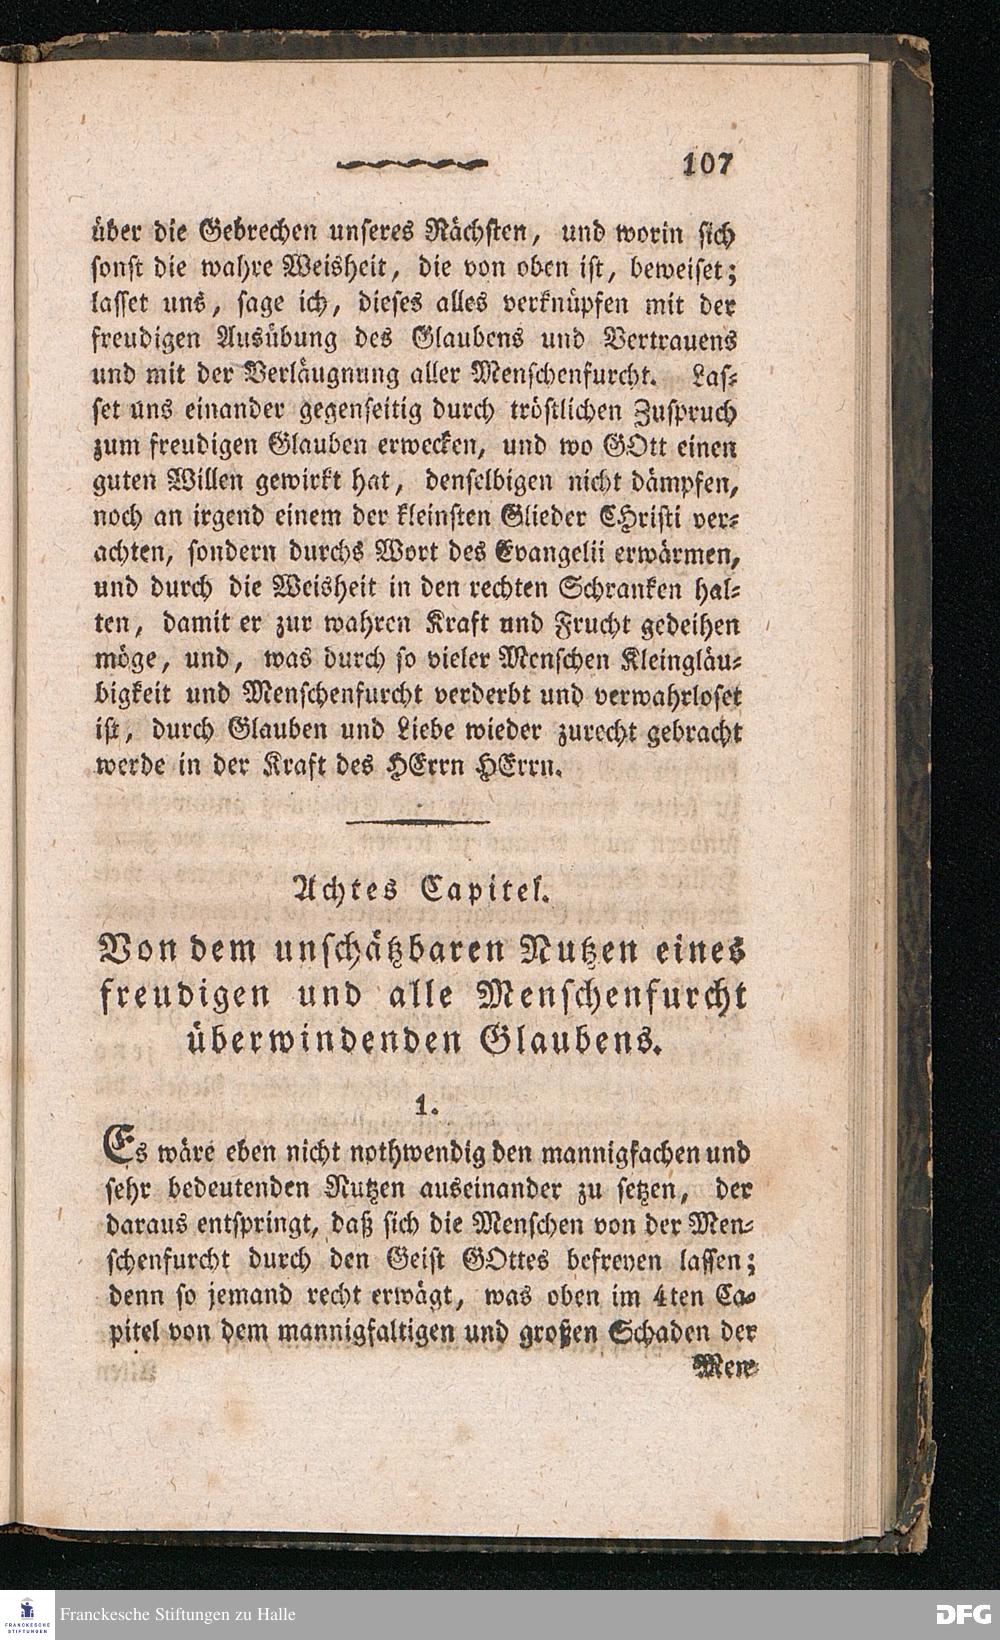 107
über die Gebrechen unseres Nächsten, und worin sich
sonst die wahre Weisheit, die von oben ist, beweiset;
lasset uns, sage ich, dieses alles verknüpfen mit der
freudigen Ausübung des Glaubens und Vertrauens
und mit der Verläugnung aller Menschenfurcht. Las-
set uns einander gegenseitig durch tröstlichen Zuspruch
zum freudigen Glauben erwecken, und wo GOtt einen
guten Willen gewirkt hat, denselbigen nicht dämpfen,
noch an irgend einem der kleinsten Glieder CHristi ver-
achten, sondern durchs Wort des Evangelii erwärmen,
und durch die Weisheit in den rechten Schranken hal-
ten, damit er zur wahren Kraft und Frucht gedeihen
möge, und, was durch so vieler Menschen Kleingläu-
bigkeit und Menschenfurcht verderbt und verwahrloset
ist, durch Glauben und Liebe wieder zurecht gebracht
werde in der Kraft des HErrn HErrn.
Achtes Capitel.
Von dem unschätzbaren Nutzen eines
freudigen und alle Menschenfurcht
überwindenden Glaubens.
1.
Es wäre eben nicht nothwendig den mannigfachen und
sehr bedeutenden Nutzen auseinander zu setzen, der
daraus entspringt, daß sich die Menschen von der Men-
schenfurcht durch den Geist GOttes befreyen lassen;
denn so jemand recht erwägt, was oben im 4ten Ca-
pitel von dem mannigfaltigen und großen Schaden der
Men-
FRANCKESCHE
STIFTUNGEN
Franckesche Stiftungen zu Halle
DFG